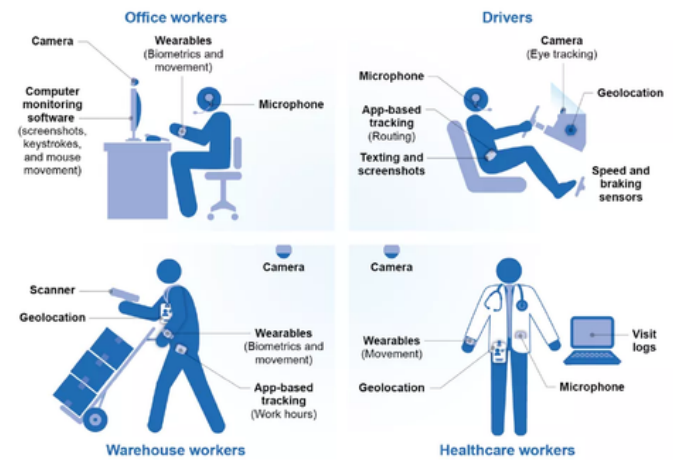 Office workers
Camera
Wearables
(Biometrics and
movement)
Computer
monitoring
software
(screenshots,
keystrokes,
and mouse
movement)
Microphone
Drivers
Camera
(Eye tracking)
Microphone
Geolocation
App-based
tracking
(Routing)
Texting and
screenshots
Speed and
braking
sensors
Camera
Scanner
Geolocation
Wearables
(Biometrics and
movement)
App-based
tracking
(Work hours)
Warehouse workers
Camera
Wearables
(Movement)
Visit
logs
Geolocation
Microphone
Healthcare workers